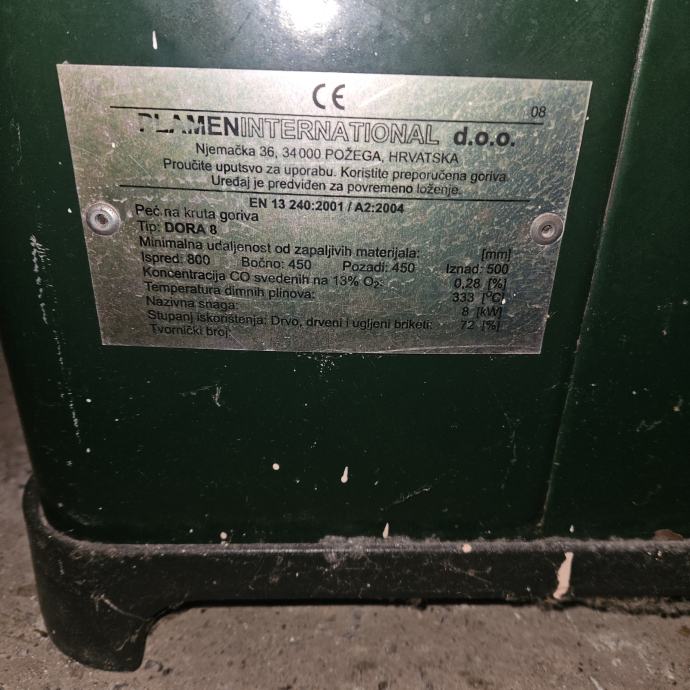 CE
08
PLAMENINTERNATIONAL d.o.o.
Njemačka 36, 34000 POŽEGA, HRVATSKA
Proučite uputsvo za uporabu. Koristite preporučena goriva.
Uređaj je predviđen za povremeno loženje.
EN 13 240:2001 / A2:2004
Peć na kruta goriva
Tip: DORA 8
Minimalna udaljenost od zapaljivih materijala: [mm]
Ispred: 800 Bočno: 450 Pozadi: 450 Iznad: 500
Koncentracija CO svedenih na 13% O₂: 0,28 [%]
Temperatura dimnih plinova: 333 [°C]
Nazivna snaga: 8 [kW]
Stupanj iskorištenja: Drvo, drveni i ugljeni briketi: 72 [%]
Tvornički broj: